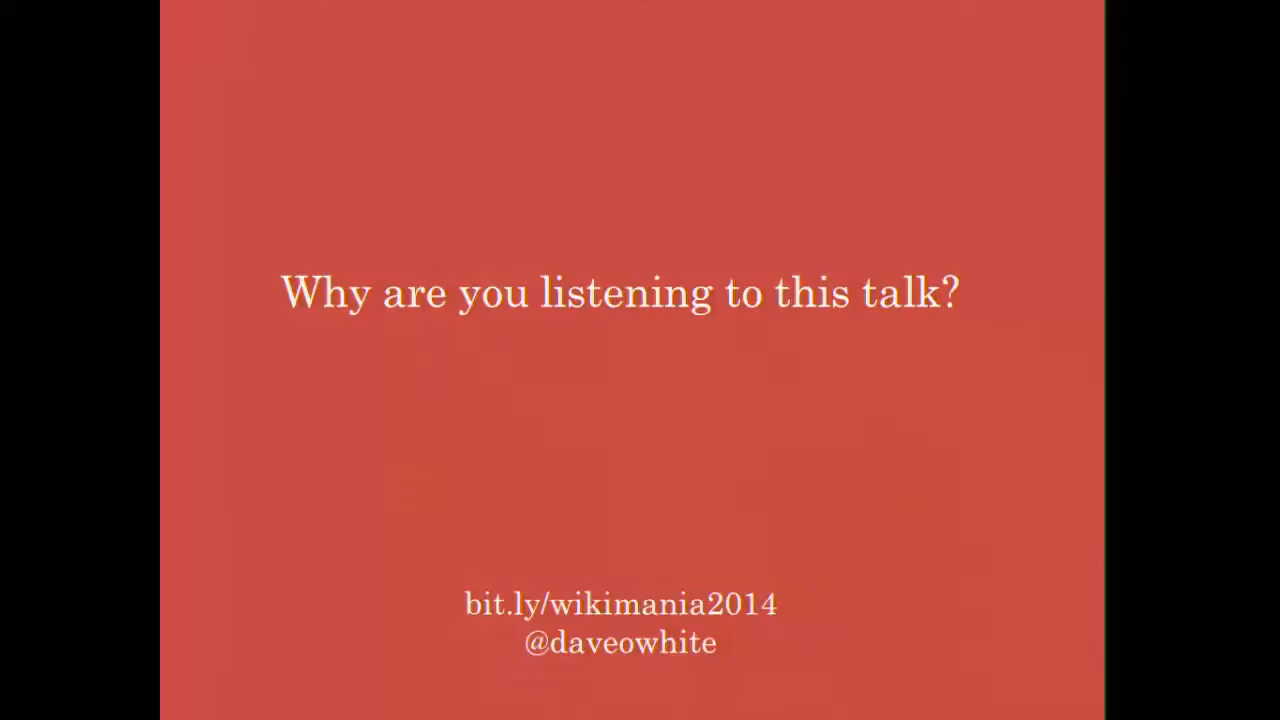 Why are you listening to this talk?
bit.ly/wikimania2014
@daveowhite